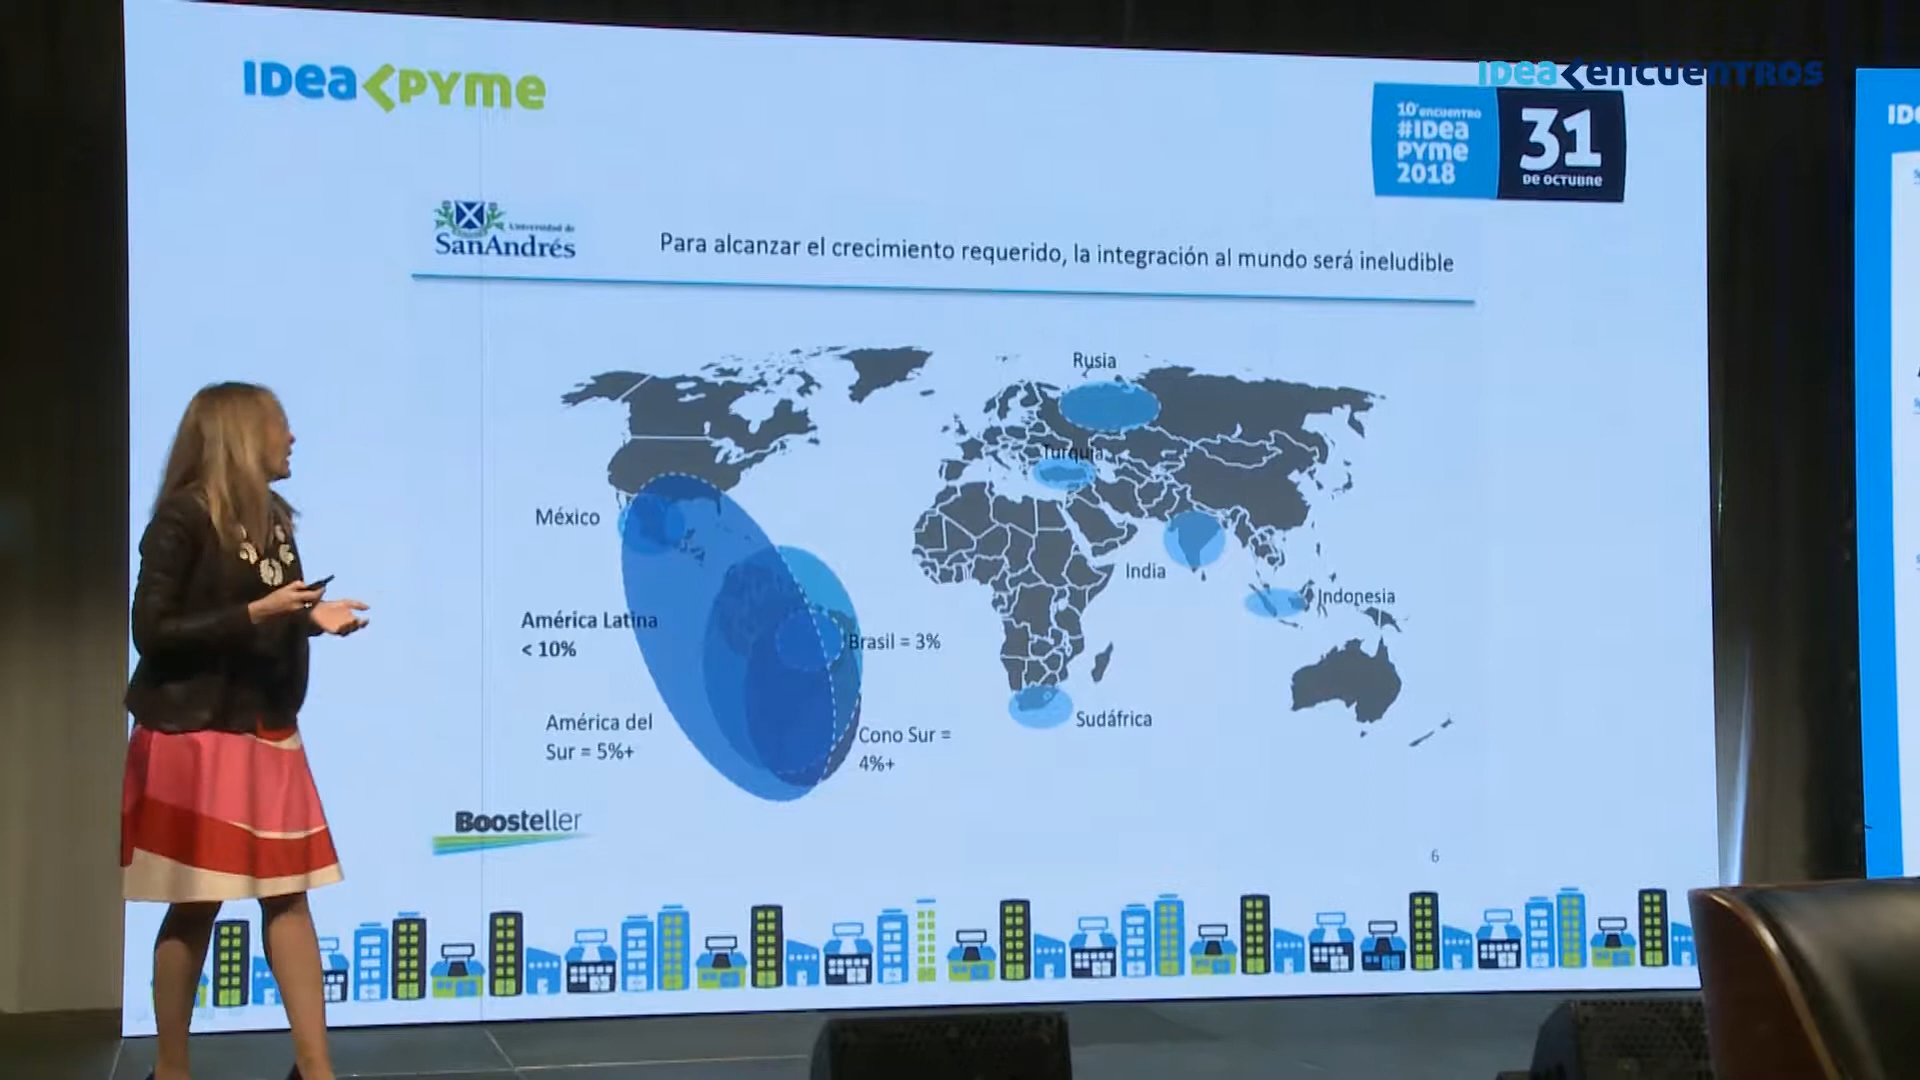 IDea<PYme
IDea<encuenTROS
10° encuenTRO
#IDea
PYme
2018
31
DE OCTUBRE
Universidad de
SanAndrés
Para alcanzar el crecimiento requerido, la integración al mundo será ineludible
Rusia
Turquía
México
India
Indonesia
América Latina
< 10%
Brasil = 3%
América del
Sur = 5%+
Sudáfrica
Cono Sur =
4%+
Boosteller
6